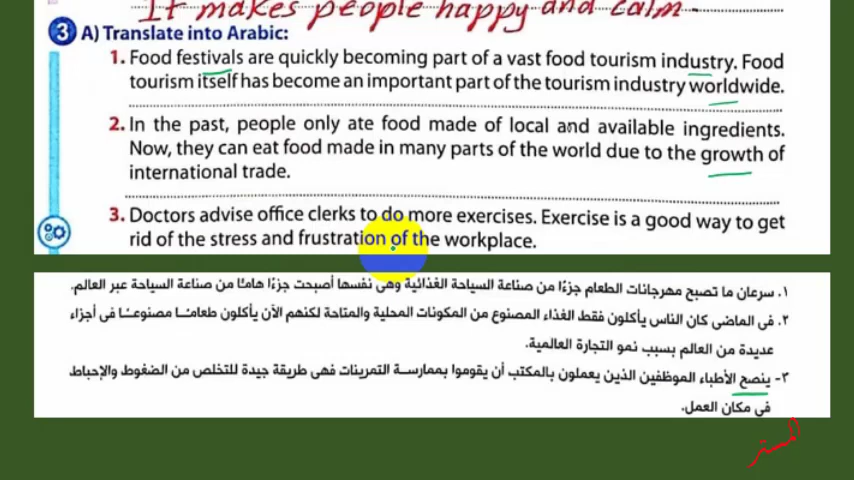 It makes people happy and calm.
3 A) Translate into Arabic:
1. Food festivals are quickly becoming part of a vast food tourism industry. Food
tourism itself has become an important part of the tourism industry worldwide.
2. In the past, people only ate food made of local and available ingredients.
Now, they can eat food made in many parts of the world due to the growth of
international trade.
3. Doctors advise office clerks to do more exercises. Exercise is a good way to get
rid of the stress and frustration of the workplace.
١. سرعان ما تصبح مهرجانات الطعام جزءًا من صناعة السياحة الغذائية وهى نفسها أصبحت جزءًا هامًا من صناعة السياحة عبر العالم.
٢. فى الماضى كان الناس يأكلون فقط الغذاء المصنوع من المكونات المحلية والمتاحة لكنهم الآن يأكلون طعامًا مصنوعًا فى أجزاء
عديدة من العالم بسبب نمو التجارة العالمية.
٣- ينصح الأطباء الموظفين الذين يعملون بالمكتب أن يقوموا بممارسة التمرينات فهى طريقة جيدة للتخلص من الضغوط والإحباط
فى مكان العمل.